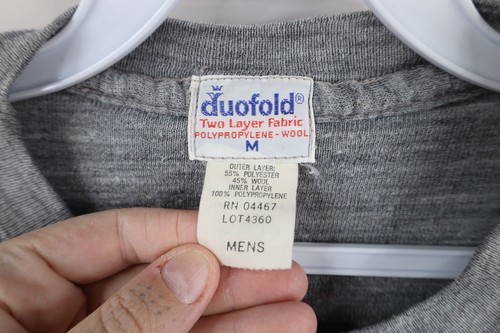 duofold®
Two Layer Fabric
POLYPROPYLENE-WOOL
M
OUTER LAYER:
55% POLYESTER
45% WOOL
INNER LAYER
100% POLYPROPYLENE
RN 04467
LOT4360
MENS